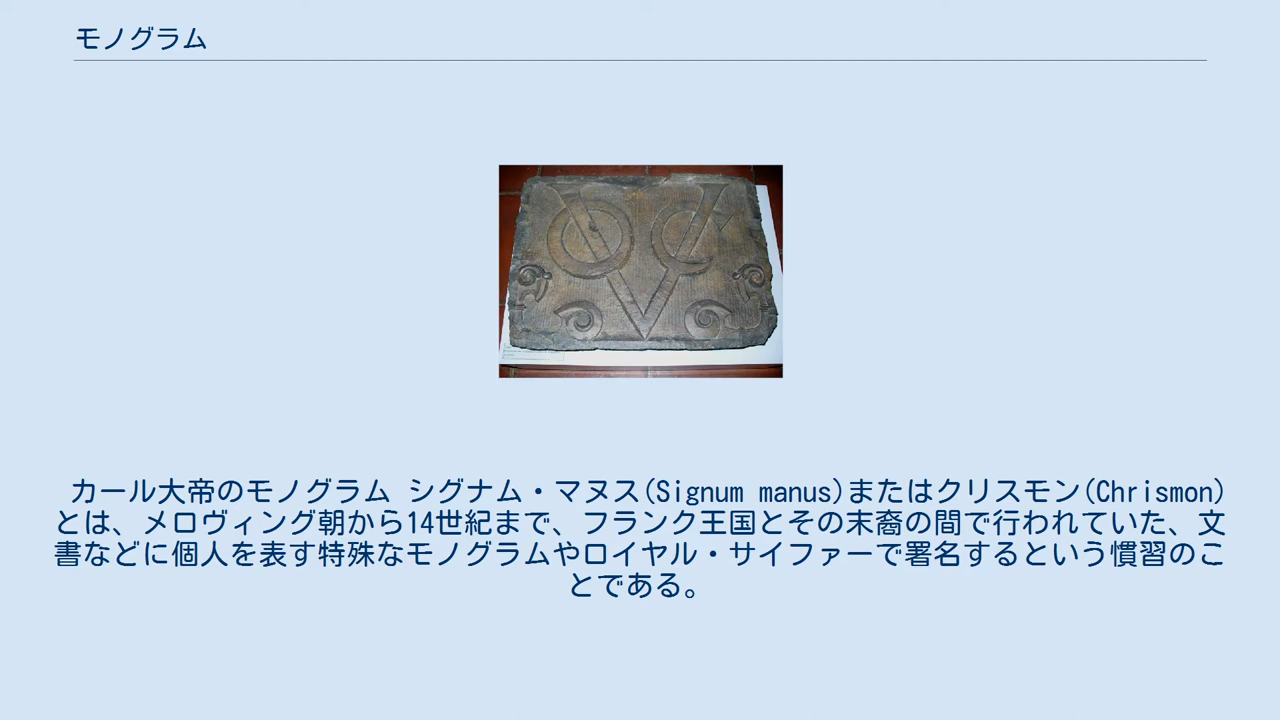 モノグラム
カール大帝のモノグラム シグナム・マヌス(Signum manus)またはクリスモン(Chrismon)
とは、メロヴィング朝から14世紀まで、フランク王国とその末裔の間で行われていた、文
書などに個人を表す特殊なモノグラムやロイヤル・サイファーで署名するという慣習のこ
とである。